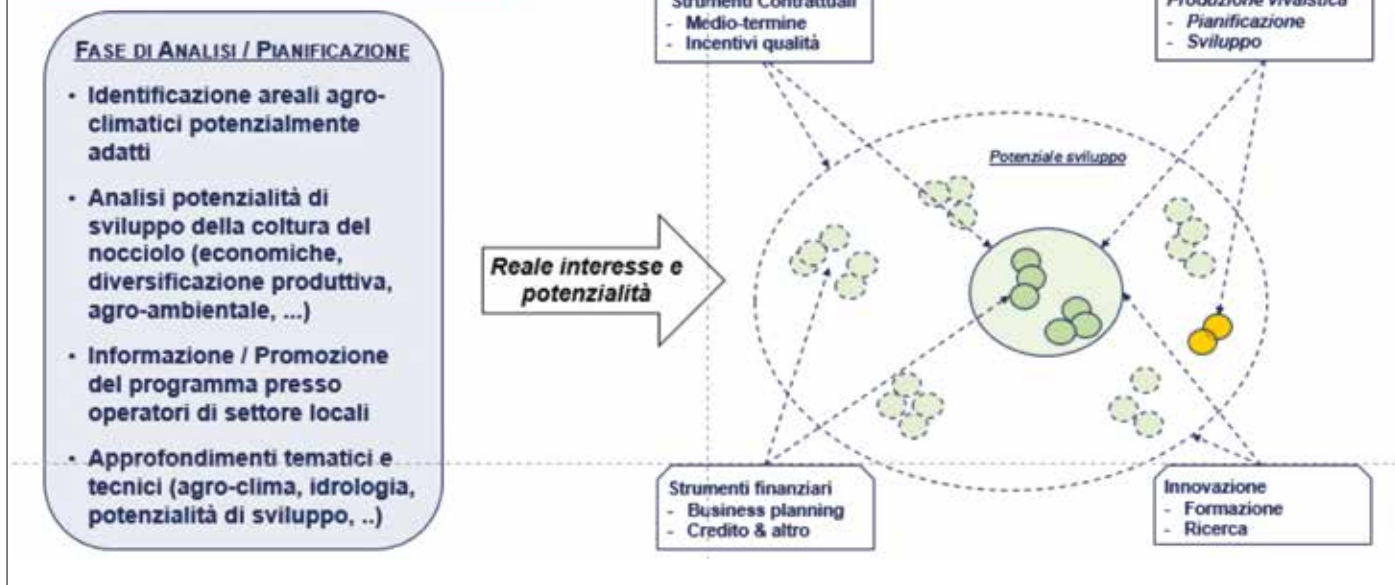 FASE DI ANALISI / PIANIFICAZIONE
• Identificazione areali agro-
climatici potenzialmente
adatti
• Analisi potenzialità di
sviluppo della coltura del
nocciolo (economiche,
diversificazione produttiva,
agro-ambientale, ...)
• Informazione / Promozione
del programma presso
operatori di settore locali
• Approfondimenti tematici e
tecnici (agro-clima, idrologia,
potenzialità di sviluppo, ..)
Reale interesse e
potenzialità
Strumenti Contrattuali
- Medio-termine
- Incentivi qualità
Produzione vivaistica
- Pianificazione
- Sviluppo
Potenziale sviluppo
Strumenti finanziari
- Business planning
- Credito & altro
Innovazione
- Formazione
- Ricerca